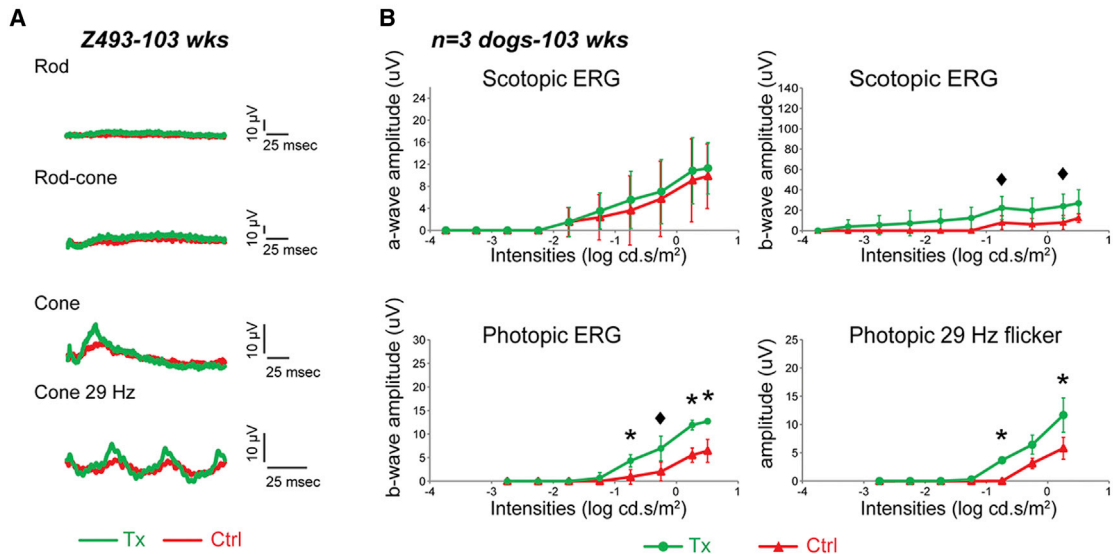 A
Z493-103 wks
Rod
10 µV
25 msec
Rod-cone
10 µV
25 msec
Cone
10 µV
25 msec
Cone 29 Hz
10 µV
25 msec
Tx Ctrl
B
n=3 dogs-103 wks
Scotopic ERG
a-wave amplitude (uV)
24
20
16
12
8
4
0
-4 -3 -2 -1 0 1
Intensities (log cd.s/m²)
Scotopic ERG
b-wave amplitude (uV)
140
120
100
80
60
40
20
0
-4 -3 -2 -1 0 1
Intensities (log cd.s/m²)
Photopic ERG
b-wave amplitude (uV)
30
25
20
15
10
5
0
-4 -3 -2 -1 0 1
Intensities (log cd.s/m²)
Photopic 29 Hz flicker
amplitude (uV)
25
20
15
10
5
0
-4 -3 -2 -1 0 1
Intensities (log cd.s/m²)
* * *
* *
Tx Ctrl